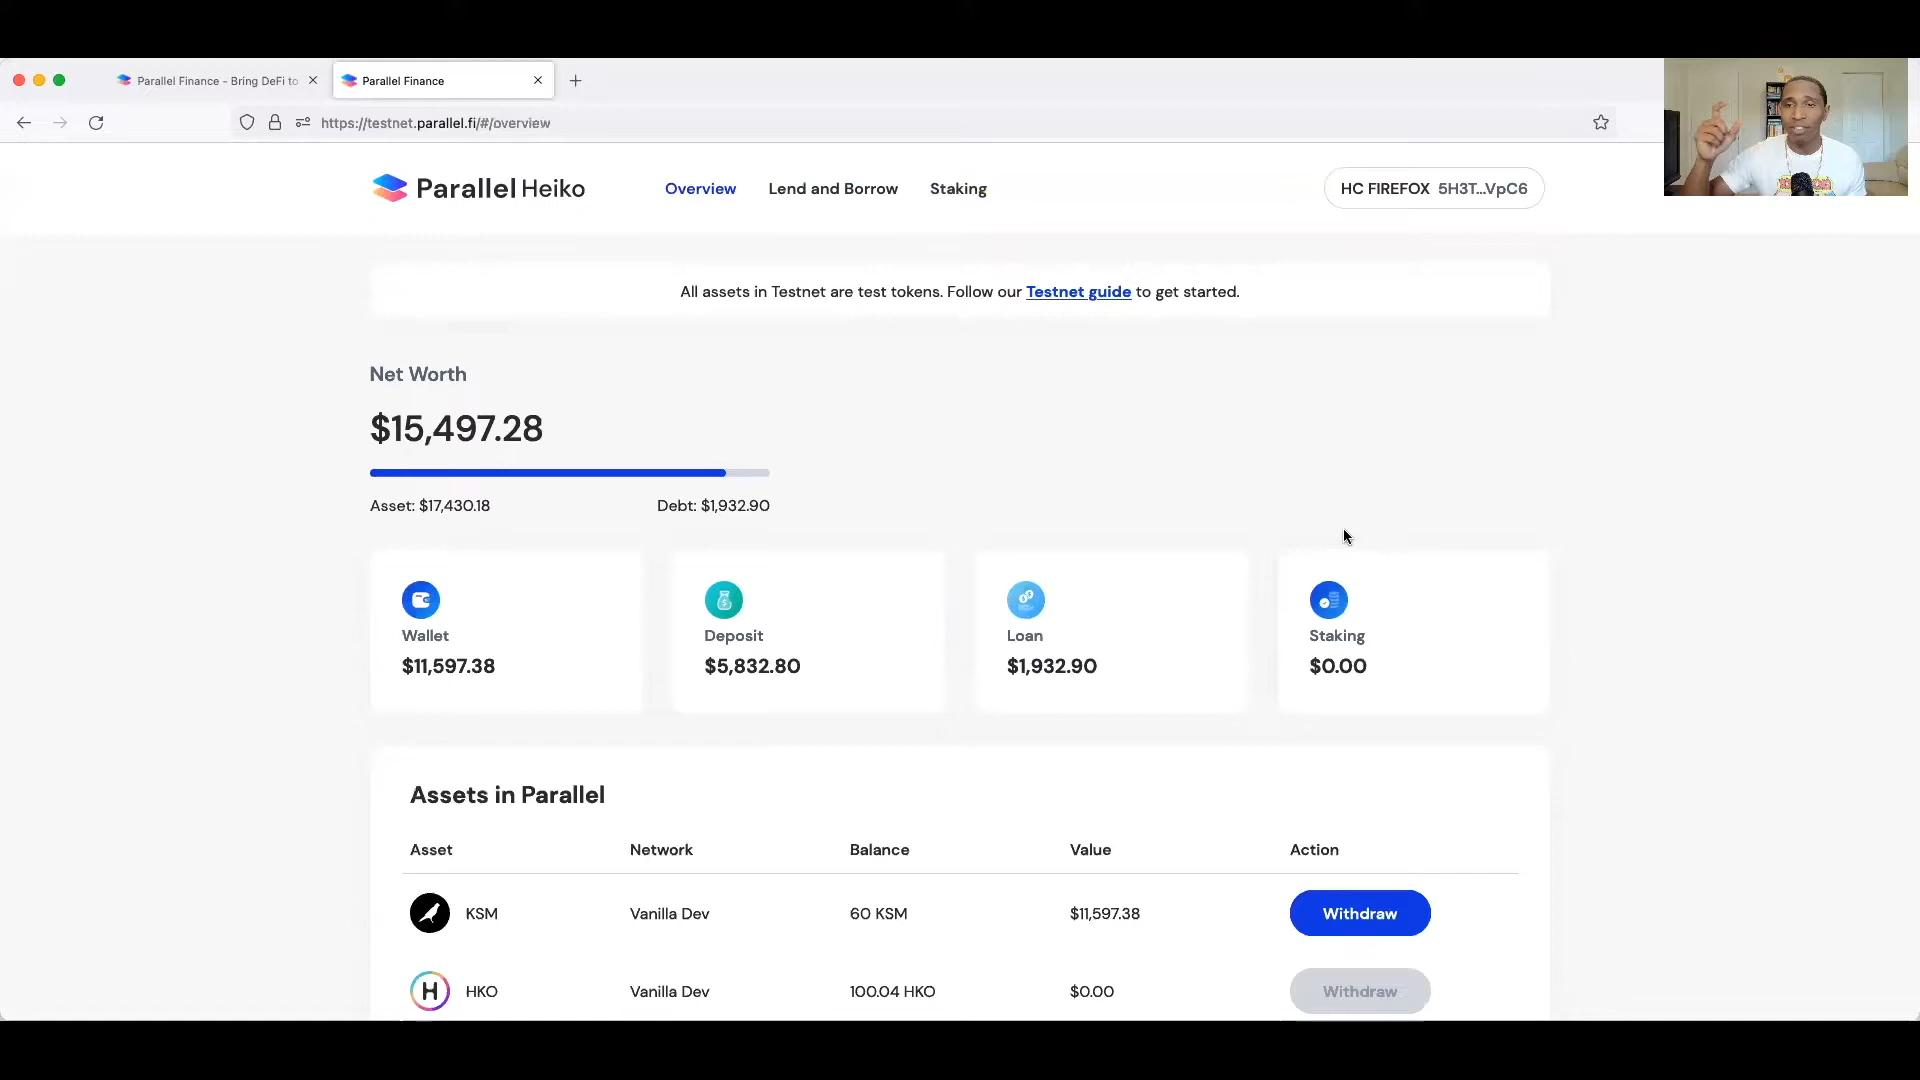 Parallel Finance - Bring DeFi to
Parallel Finance
https://testnet.parallel.fi/#/overview
Parallel Heiko
Overview
Lend and Borrow
Staking
HC FIREFOX 5H3T...VpC6
All assets in Testnet are test tokens. Follow our Testnet guide to get started.
Net Worth
$15,497.28
Asset: $17,430.18
Debt: $1,932.90
Wallet
$11,597.38
Deposit
$5,832.80
Loan
$1,932.90
Staking
$0.00
Assets in Parallel
Asset Network Balance Value Action
KSM Vanilla Dev 60 KSM $11,597.38 Withdraw
H HKO Vanilla Dev 100.04 HKO $0.00 Withdraw